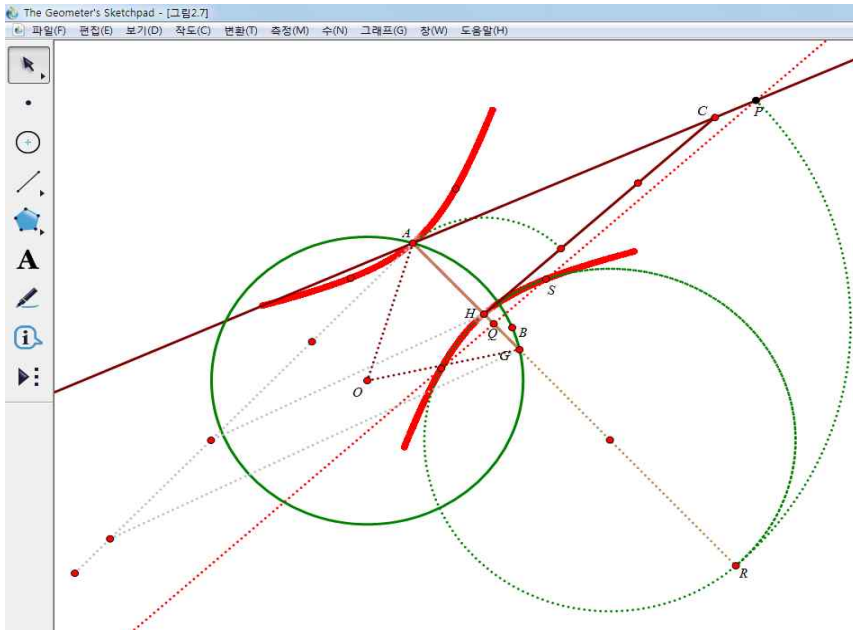 The Geometer's Sketchpad - [그림2.7]
파일(F) 편집(E) 보기(D) 작도(C) 변환(T) 측정(M) 수(N) 그래프(G) 창(W) 도움말(H)
C
P
A
A
S
H
Q
B
G
O
R